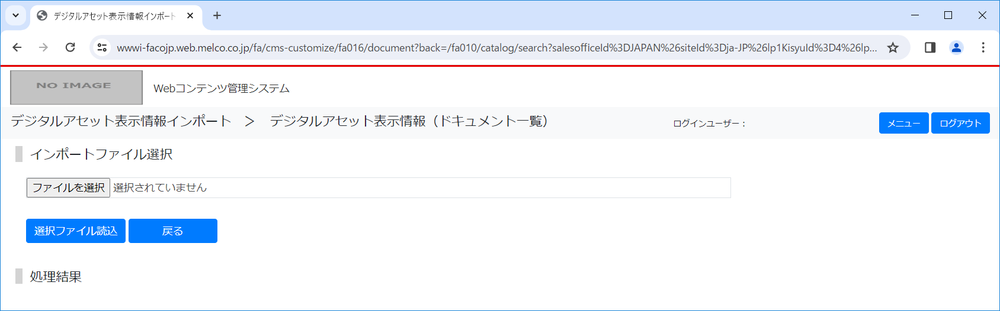 デジタルアセット表示情報インポート
wwwi-facojp.web.melco.co.jp/fa/cms-customize/fa016/document?back=/fa010/catalog/search?salesofficeId%3DJAPAN%26siteId%3Dja-JP%26lp1KisyuId%3D4%26lp...
NO IMAGE
Webコンテンツ管理システム
デジタルアセット表示情報インポート ＞ デジタルアセット表示情報（ドキュメント一覧） ログインユーザー： メニュー ログアウト
インポートファイル選択
ファイルを選択 選択されていません
選択ファイル読込 戻る
処理結果